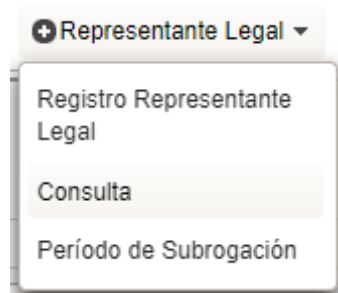 Representante Legal
Registro Representante
Legal
Consulta
Período de Subrogación